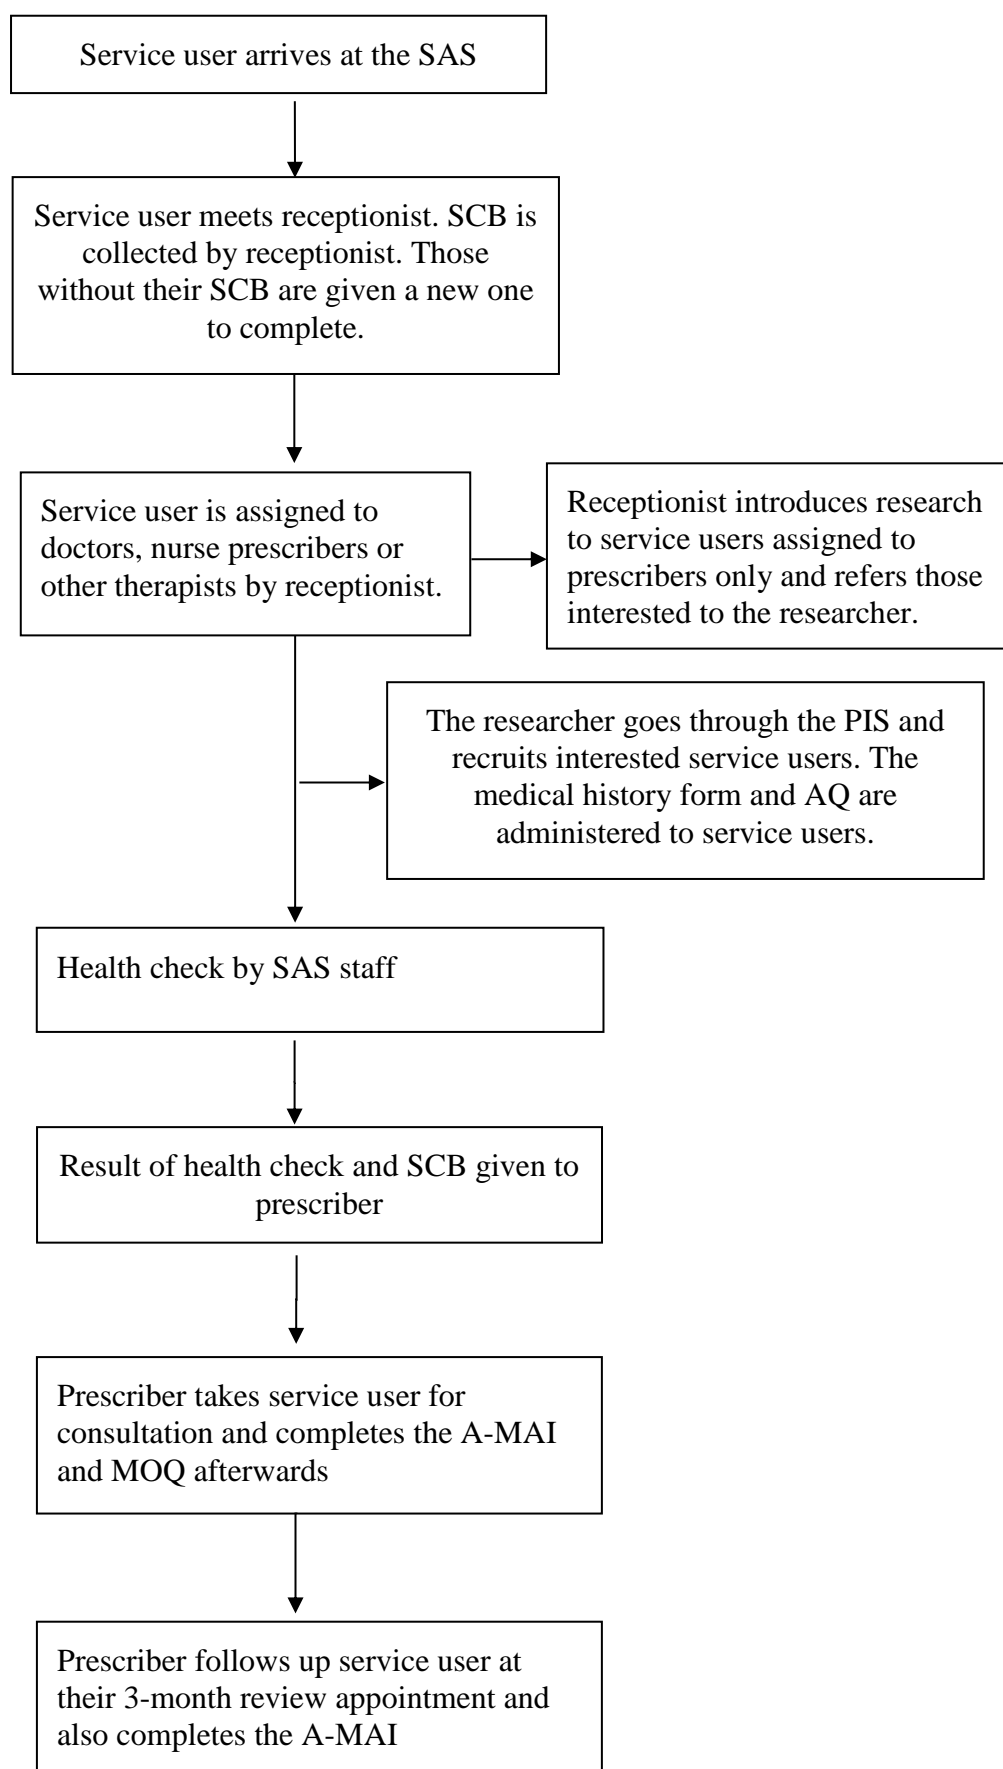 Service user arrives at the SAS
Service user meets receptionist. SCB is
collected by receptionist. Those
without their SCB are given a new one
to complete.
Service user is assigned to
doctors, nurse prescribers or
other therapists by receptionist.
Receptionist introduces research
to service users assigned to
prescribers only and refers those
interested to the researcher.
The researcher goes through the PIS and
recruits interested service users. The
medical history form and AQ are
administered to service users.
Health check by SAS staff
Result of health check and SCB given to
prescriber
Prescriber takes service user for
consultation and completes the A-MAI
and MOQ afterwards
Prescriber follows up service user at
their 3-month review appointment and
also completes the A-MAI